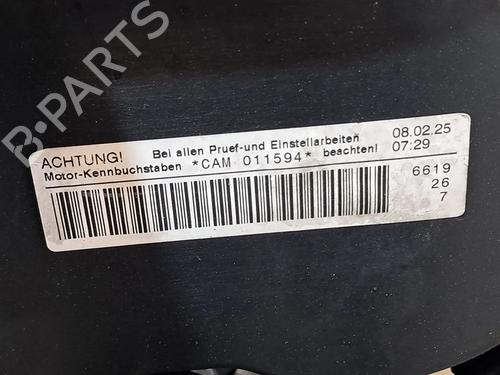 B-PARTS
ACHTUNG! Bei allen Pruef-und Einstellarbeiten 08.02.25
Motor-Kennbuchstaben *CAM 011594* beachten! 07:29
6619
26
7